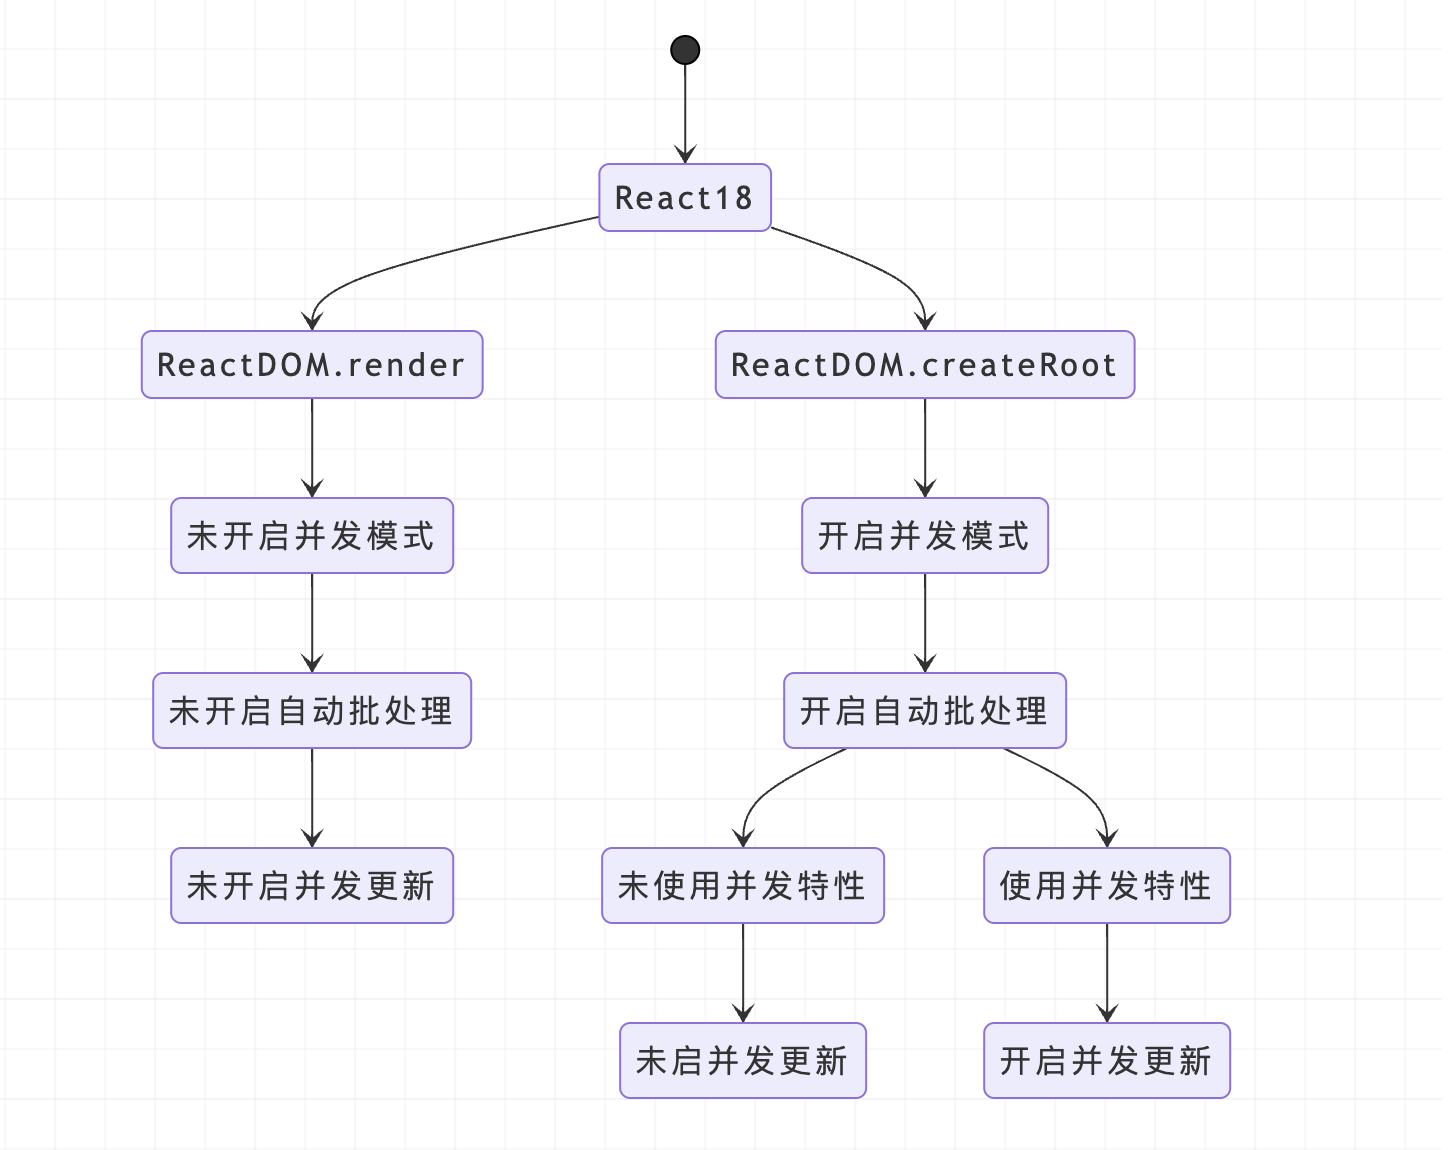 React18
ReactDOM.render
ReactDOM.createRoot
未开启并发模式
开启并发模式
未开启自动批处理
开启自动批处理
未开启并发更新
未使用并发特性
使用并发特性
未启并发更新
开启并发更新